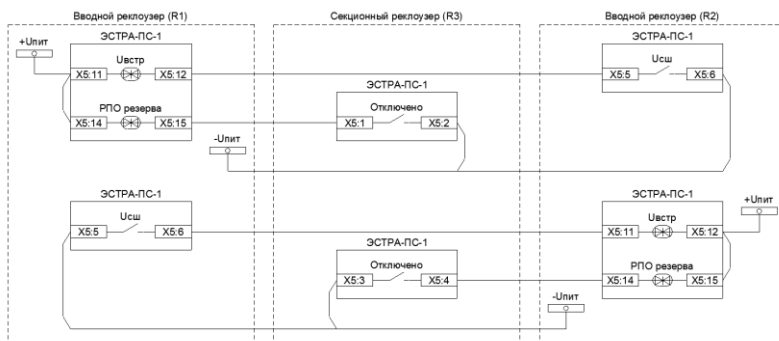 Вводной реклоузер (R1)
Секционный реклоузер (R3)
Вводной реклоузер (R2)
+Uпит
ЭСТРА-ПС-1
Uвстр
X5:11
X5:12
РПО резерва
X5:14
X5:15
-Uпит
ЭСТРА-ПС-1
Отключено
X5:1
X5:2
ЭСТРА-ПС-1
Uсш
X5:5
X5:6
ЭСТРА-ПС-1
Uсш
X5:5
X5:6
ЭСТРА-ПС-1
Отключено
X5:3
X5:4
-Uпит
ЭСТРА-ПС-1
Uвстр
X5:11
X5:12
РПО резерва
X5:14
X5:15
+Uпит